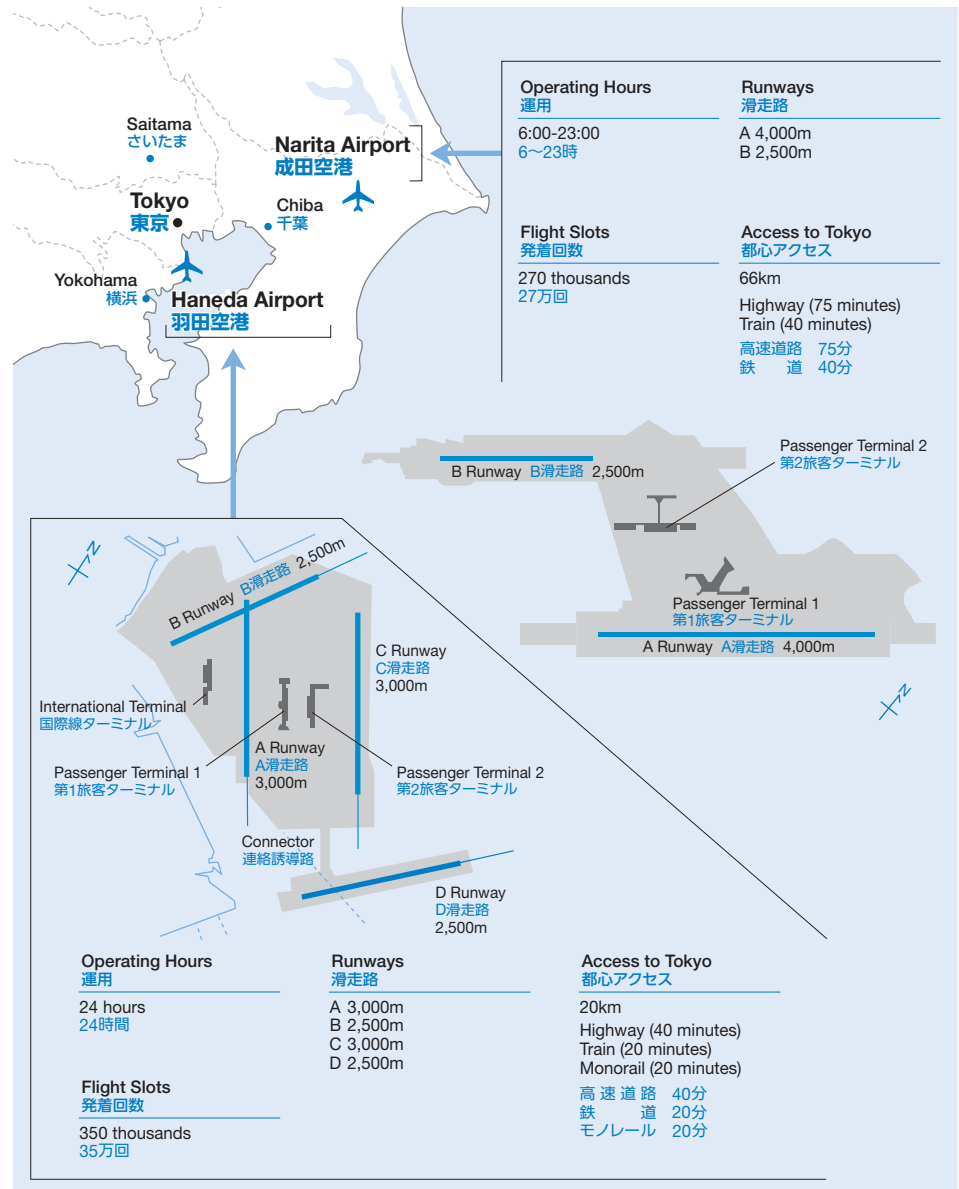 Saitama
さいたま
Narita Airport
成田空港
Tokyo
東京
Chiba
千葉
Yokohama
横浜
Haneda Airport
羽田空港
Operating Hours
運用
6:00-23:00
6〜23時
Runways
滑走路
A 4,000m
B 2,500m
Flight Slots
発着回数
270 thousands
27万回
Access to Tokyo
都心アクセス
66km
Highway (75 minutes)
Train (40 minutes)
高速道路 75分
鉄 道 40分
Passenger Terminal 2
第2旅客ターミナル
B Runway B滑走路 2,500m
Passenger Terminal 1
第1旅客ターミナル
A Runway A滑走路 4,000m
N
N
B Runway B滑走路 2,500m
C Runway
C滑走路
3,000m
International Terminal
国際線ターミナル
A Runway
A滑走路
3,000m
Passenger Terminal 1
第1旅客ターミナル
Passenger Terminal 2
第2旅客ターミナル
Connector
連絡誘導路
D Runway
D滑走路
2,500m
Operating Hours
運用
24 hours
24時間
Flight Slots
発着回数
350 thousands
35万回
Runways
滑走路
A 3,000m
B 2,500m
C 3,000m
D 2,500m
Access to Tokyo
都心アクセス
20km
Highway (40 minutes)
Train (20 minutes)
Monorail (20 minutes)
高速道路 40分
鉄 道 20分
モノレール 20分